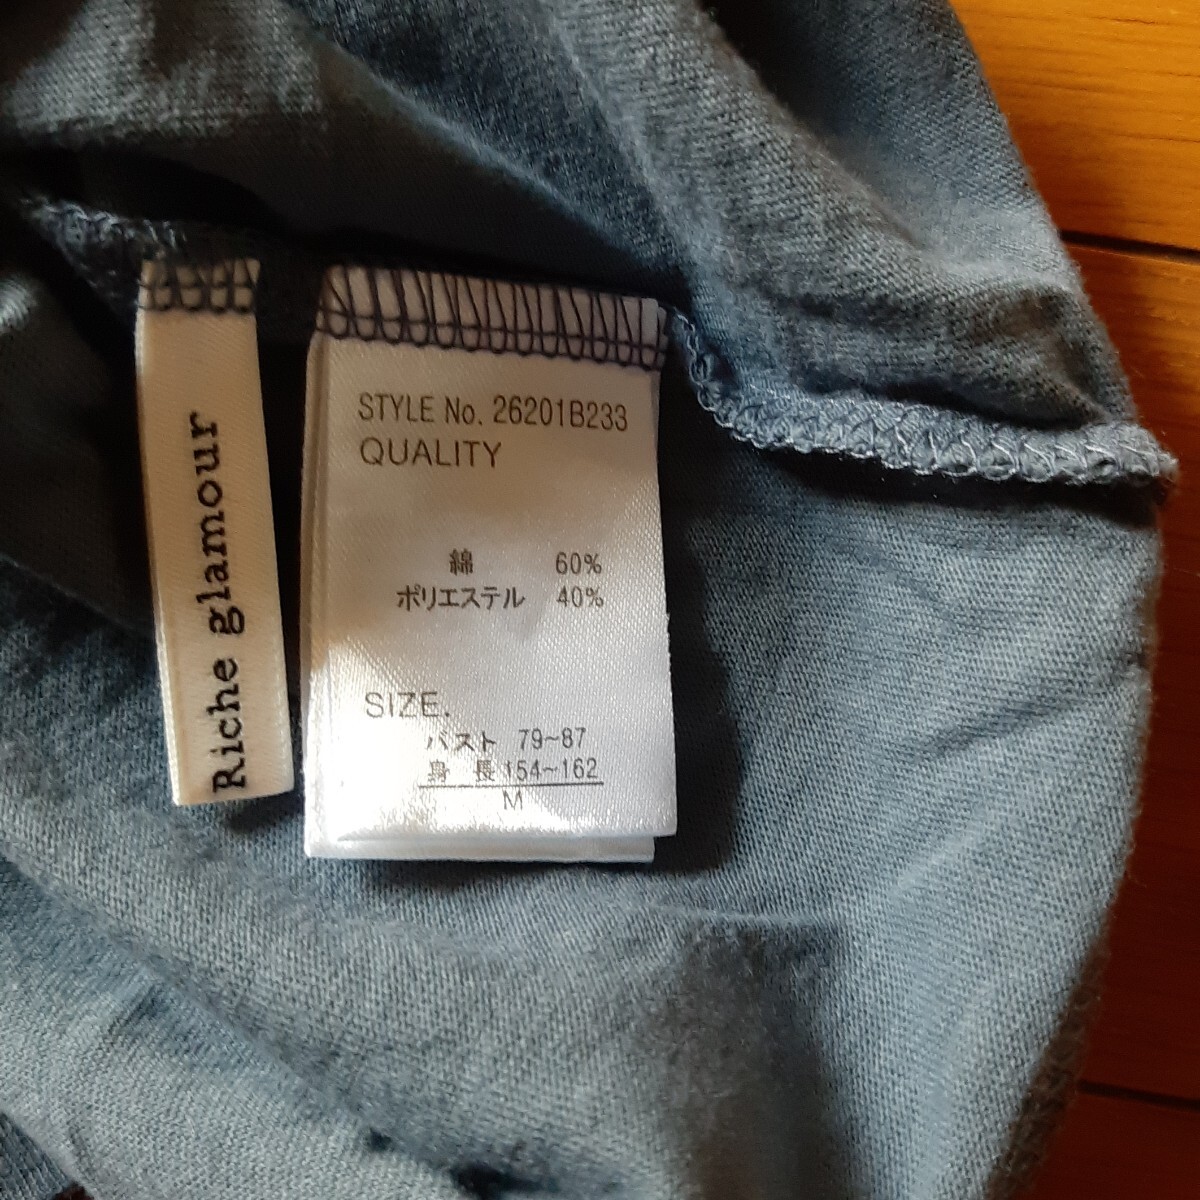 Riche glamour
STYLE No. 26201B233
QUALITY
綿 60%
ポリエステル 40%
SIZE.
バスト 79~87
身 長 154~162
M